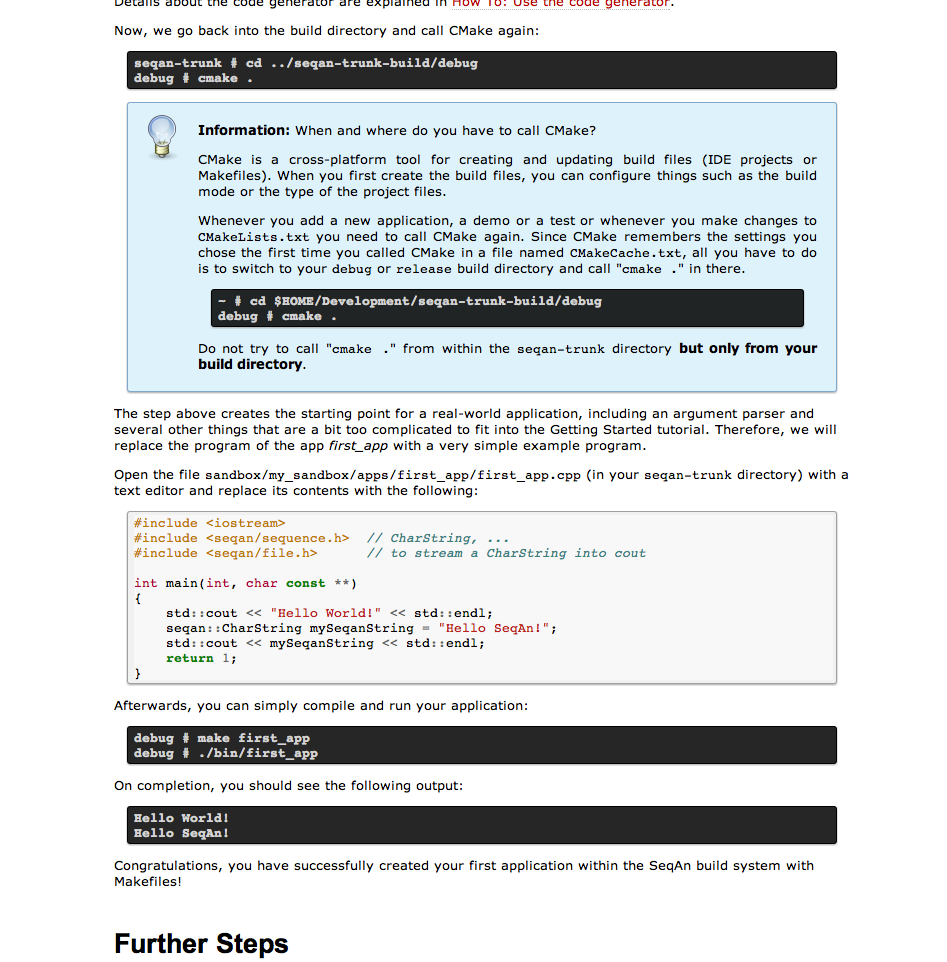 Details about the code generator are explained in How To: Use the code generator.
Now, we go back into the build directory and call CMake again:
seqan-trunk # cd ../seqan-trunk-build/debug
debug # cmake .
Information: When and where do you have to call CMake?
CMake is a cross-platform tool for creating and updating build files (IDE projects or
Makefiles). When you first create the build files, you can configure things such as the build
mode or the type of the project files.
Whenever you add a new application, a demo or a test or whenever you make changes to
CMakeLists.txt you need to call CMake again. Since CMake remembers the settings you
chose the first time you called CMake in a file named CMakeCache.txt, all you have to do
is to switch to your debug or release build directory and call "cmake ." in there.
~ # cd $HOME/Development/seqan-trunk-build/debug
debug # cmake .
Do not try to call "cmake ." from within the seqan-trunk directory but only from your
build directory.
The step above creates the starting point for a real-world application, including an argument parser and
several other things that are a bit too complicated to fit into the Getting Started tutorial. Therefore, we will
replace the program of the app first_app with a very simple example program.
Open the file sandbox/my_sandbox/apps/first_app/first_app.cpp (in your seqan-trunk directory) with a
text editor and replace its contents with the following:
#include <iostream>
#include <seqan/sequence.h>  // CharString, ...
#include <seqan/file.h>      // to stream a CharString into cout
int main(int, char const **)
{
    std::cout << "Hello World!" << std::endl;
    seqan::CharString mySeqanString = "Hello SeqAn!";
    std::cout << mySeqanString << std::endl;
    return 1;
}
Afterwards, you can simply compile and run your application:
debug # make first_app
debug # ./bin/first_app
On completion, you should see the following output:
Hello World!
Hello SeqAn!
Congratulations, you have successfully created your first application within the SeqAn build system with
Makefiles!
Further Steps